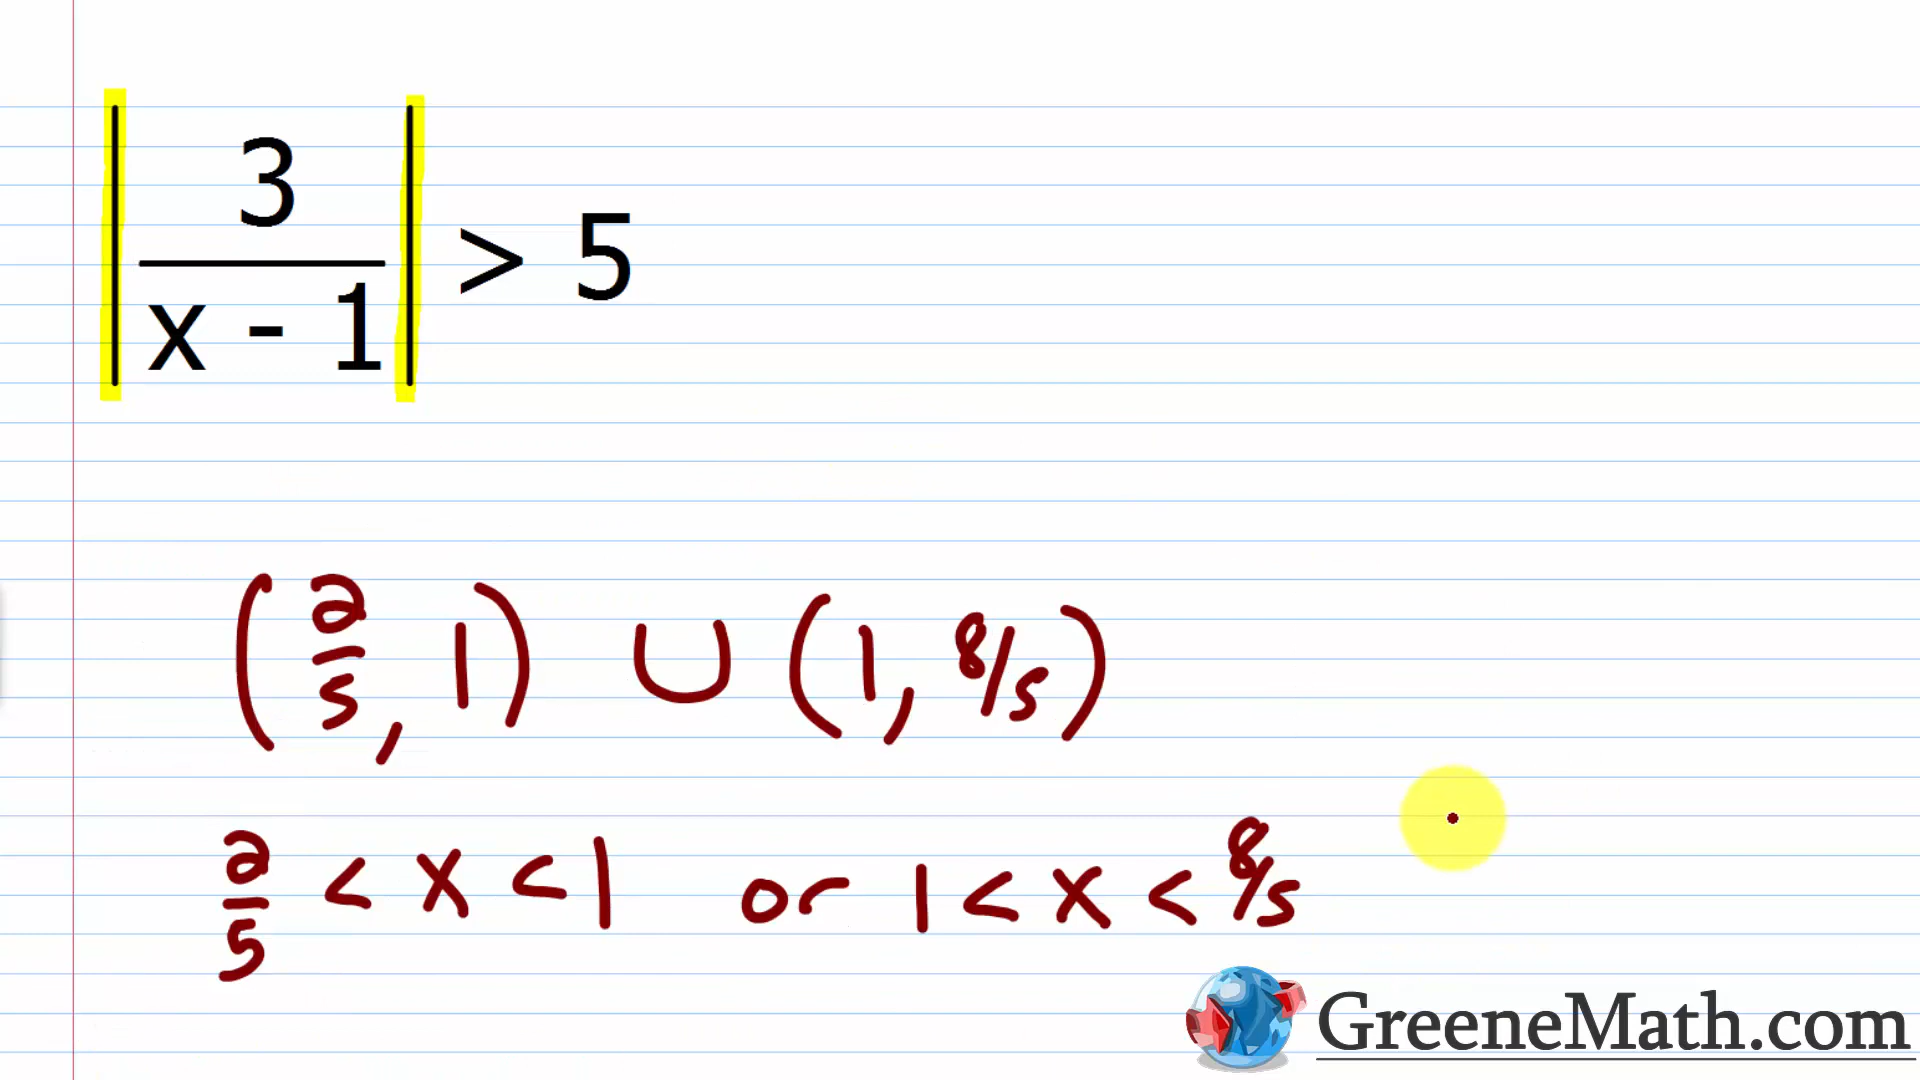 | 3 / (x - 1) | > 5
(2/5, 1) ∪ (1, 8/5)
2/5 < x < 1 or 1 < x < 8/5
GreeneMath.com